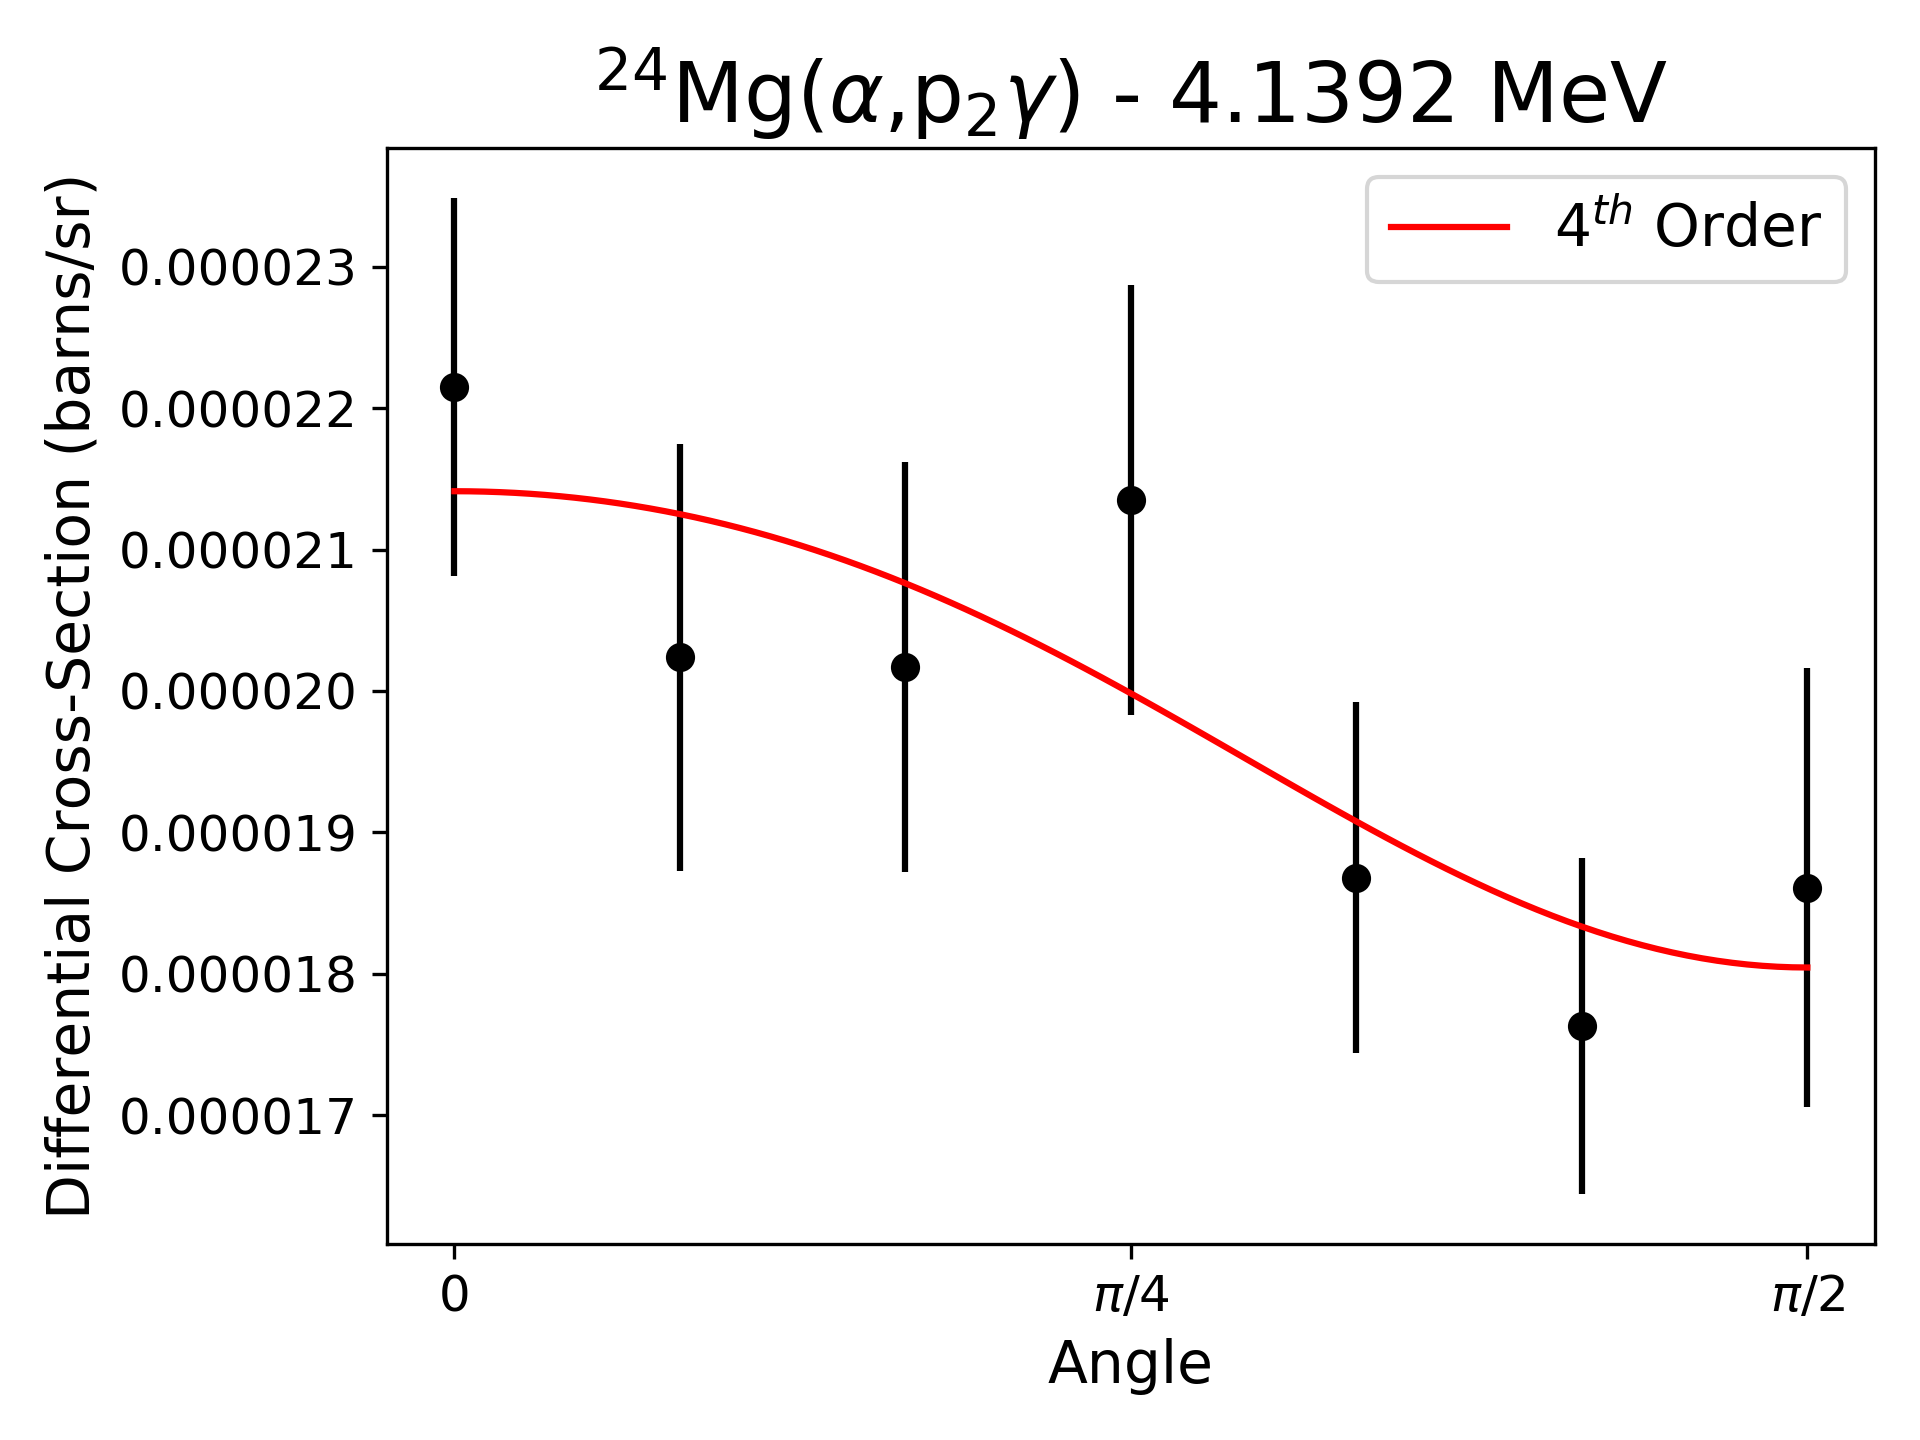 ²⁴Mg(α,p₂γ) - 4.1392 MeV
4ᵗʰ Order
Differential Cross-Section (barns/sr)
0.000023
0.000022
0.000021
0.000020
0.000019
0.000018
0.000017
0
π/4
π/2
Angle